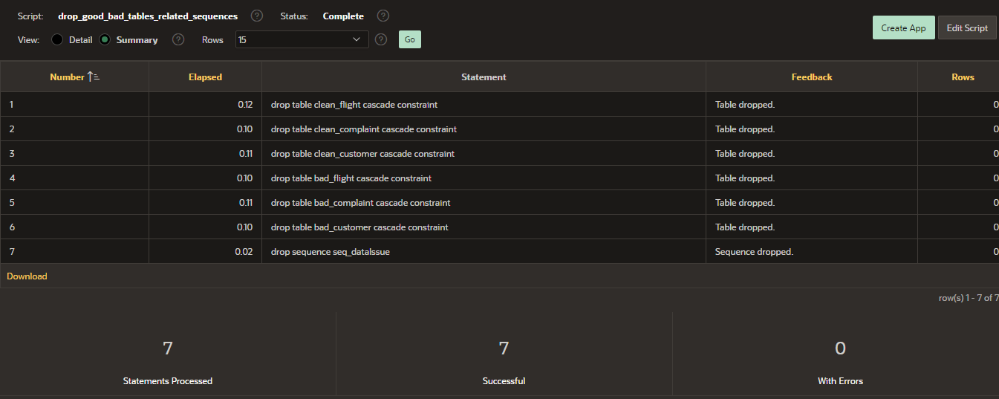 Script: drop_good_bad_tables_related_sequences ? Status: Complete ?
Create App Edit Script
View: Detail Summary ? Rows 15 ? Go
Number Elapsed Statement Feedback Rows
1 0.12 drop table clean_flight cascade constraint Table dropped. 0
2 0.10 drop table clean_complaint cascade constraint Table dropped. 0
3 0.11 drop table clean_customer cascade constraint Table dropped. 0
4 0.10 drop table bad_flight cascade constraint Table dropped. 0
5 0.11 drop table bad_complaint cascade constraint Table dropped. 0
6 0.10 drop table bad_customer cascade constraint Table dropped. 0
7 0.02 drop sequence seq_dataIssue Sequence dropped. 0
Download
row(s) 1 - 7 of 7
7 7 0
Statements Processed Successful With Errors